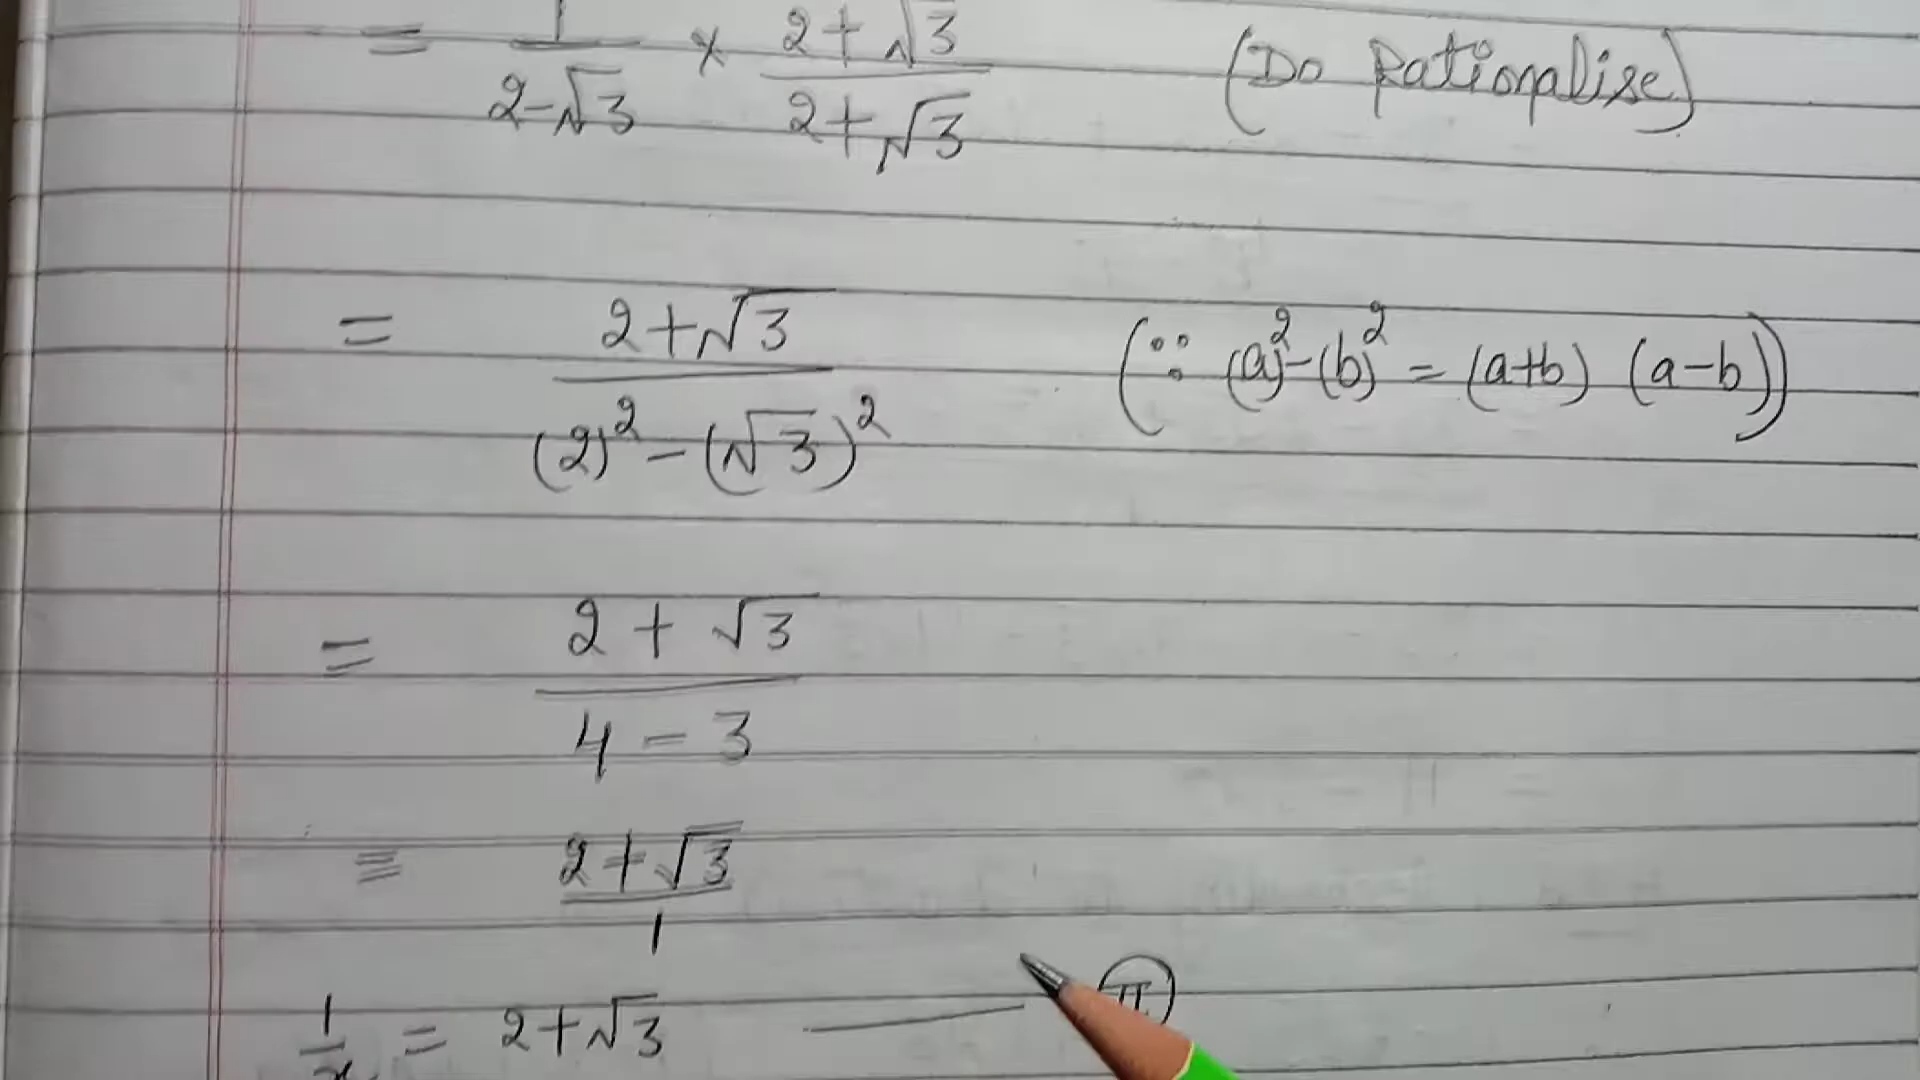 = 1/(2-√3) × (2+√3)/(2+√3) (Do Rationalise)
= (2+√3)/((2)²-(√3)²) (∵ (a)²-(b)² = (a+b) (a-b))
= (2+√3)/(4-3)
= (2+√3)/1
1/x = 2+√3 —— (II)